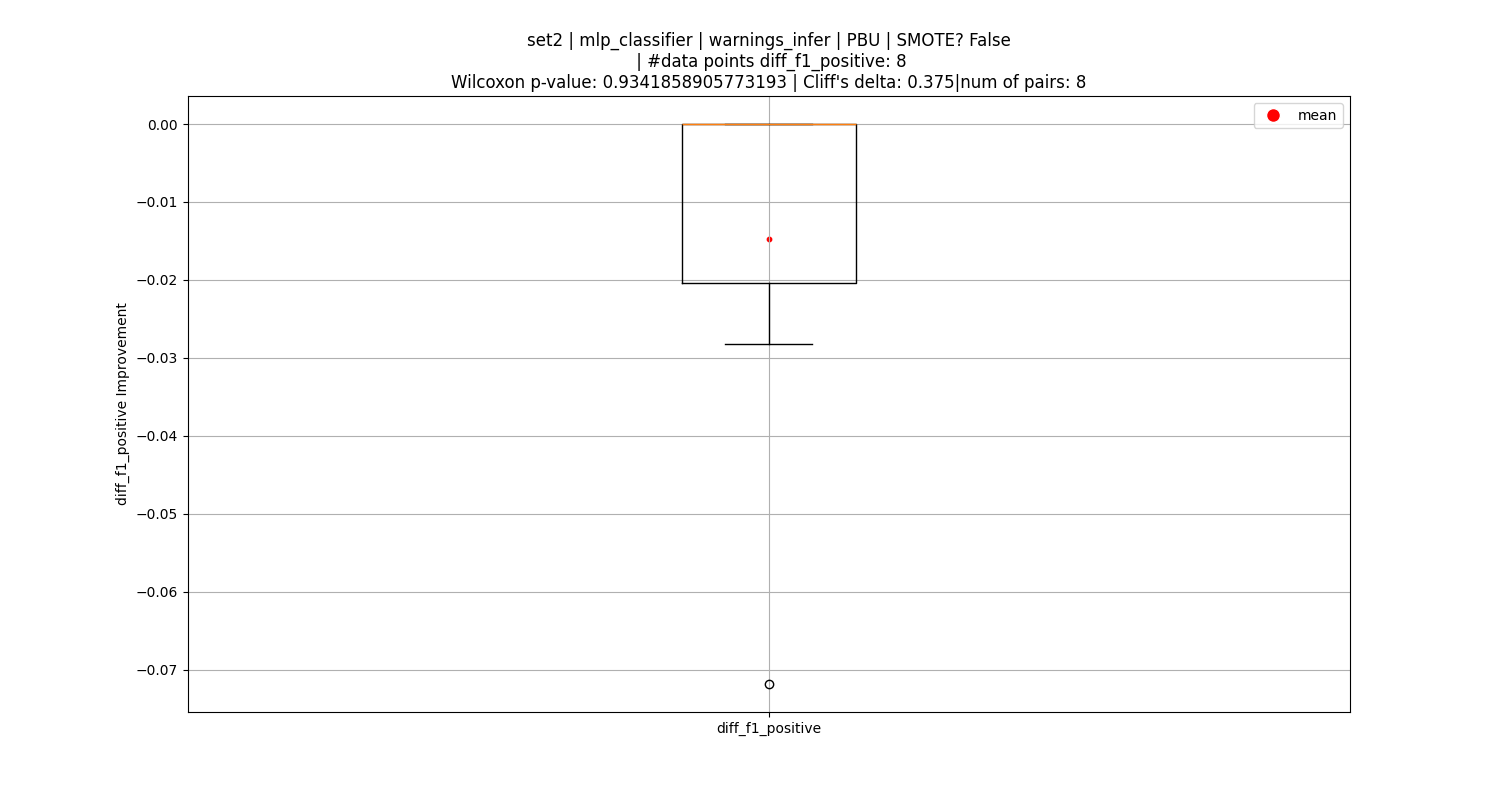 set2 | mlp_classifier | warnings_infer | PBU | SMOTE? False
| #data points diff_f1_positive: 8
Wilcoxon p-value: 0.9341858905773193 | Cliff's delta: 0.375|num of pairs: 8
mean
0.00
−0.01
−0.02
−0.03
−0.04
−0.05
−0.06
−0.07
diff_f1_positive Improvement
diff_f1_positive